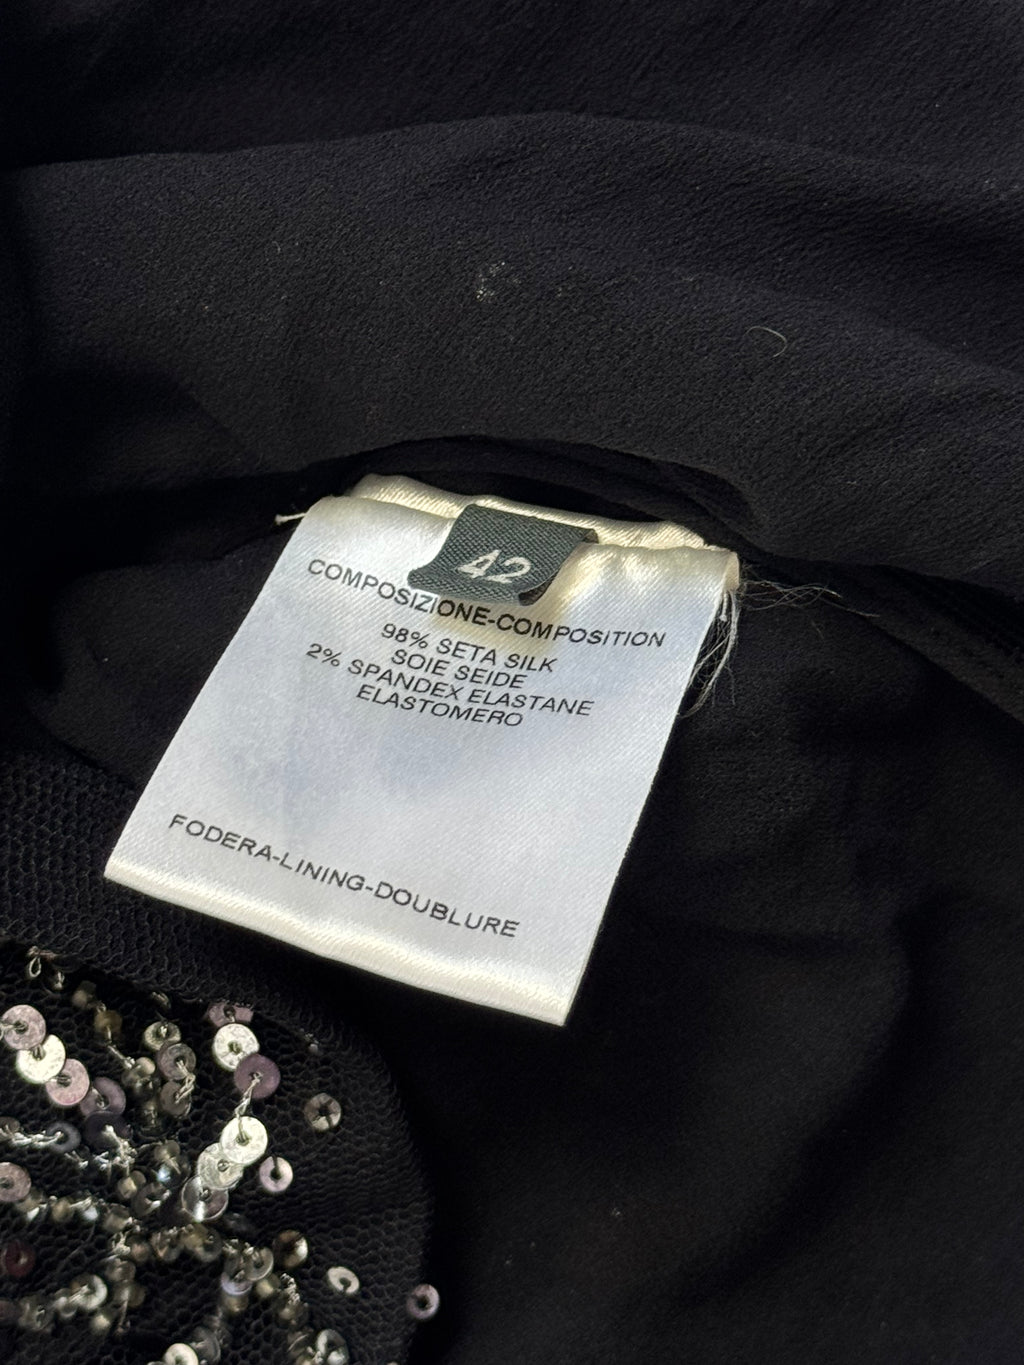 42
COMPOSIZIONE-COMPOSITION
98% SETA SILK
SOIE SEIDE
2% SPANDEX ELASTANE
ELASTOMERO
FODERA-LINING-DOUBLURE